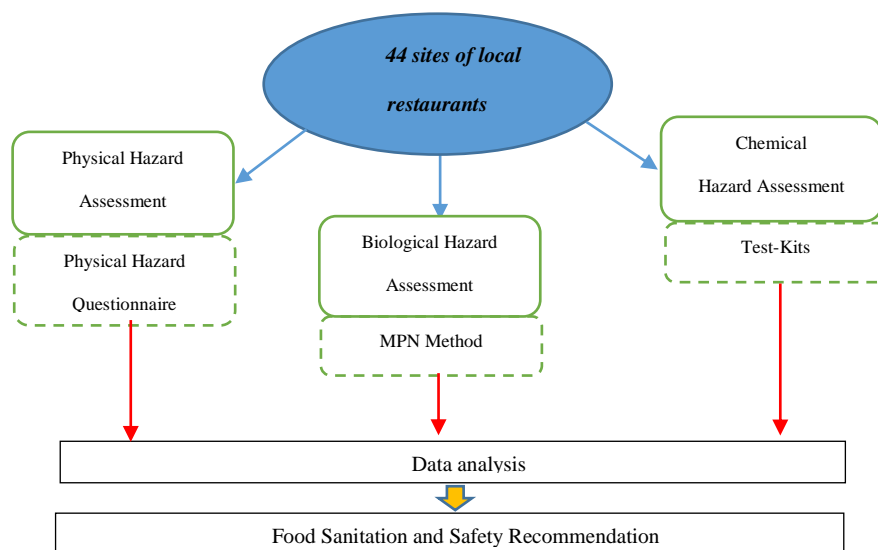 44 sites of local
restaurants
Physical Hazard
Assessment
Physical Hazard
Questionnaire
Biological Hazard
Assessment
MPN Method
Chemical
Hazard Assessment
Test-Kits
Data analysis
Food Sanitation and Safety Recommendation